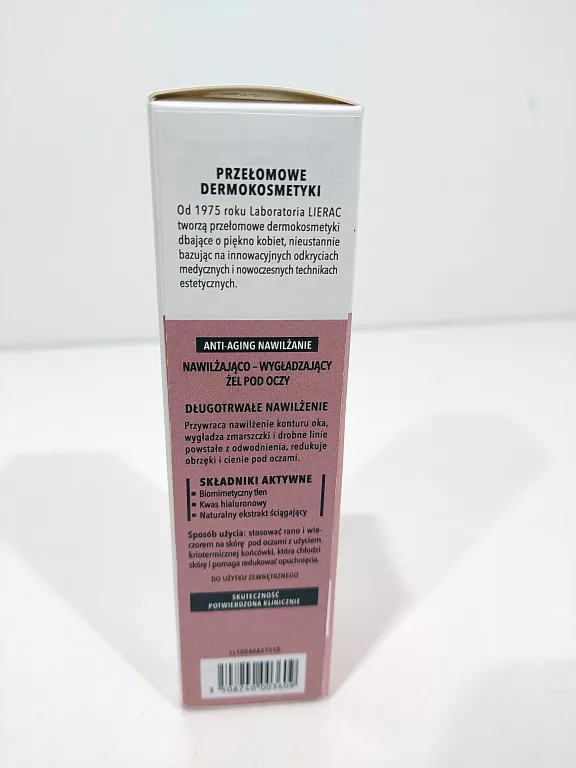 PRZEŁOMOWE
DERMOKOSMETYKI
Od 1975 roku Laboratoria LIERAC
tworzą przełomowe dermokosmetyki
dbające o piękno kobiet, nieustannie
bazując na innowacyjnych odkryciach
medycznych i nowoczesnych technikach
estetycznych.
ANTI-AGING NAWILŻANIE
NAWILŻAJĄCO – WYGŁADZAJĄCY
ŻEL POD OCZY
DŁUGOTRWAŁE NAWILŻENIE
Przywraca nawilżenie konturu oka,
wygładza zmarszczki i drobne linie
powstałe z odwodnienia, redukuje
obrzęki i cienie pod oczami.
SKŁADNIKI AKTYWNE
Biomimetyczny tlen
Kwas hialuronowy
Naturalny ekstrakt ściągający
Sposób użycia: stosować rano i wie-
czorem na skórę pod oczami z użyciem
kriotermicznej końcówki, która chłodzi
skórę i pomaga redukować opuchnięcia.
DO UŻYTKU ZEWNĘTRZNEGO
SKUTECZNOŚĆ
POTWIERDZONA KLINICZNIE
3 508240 003609